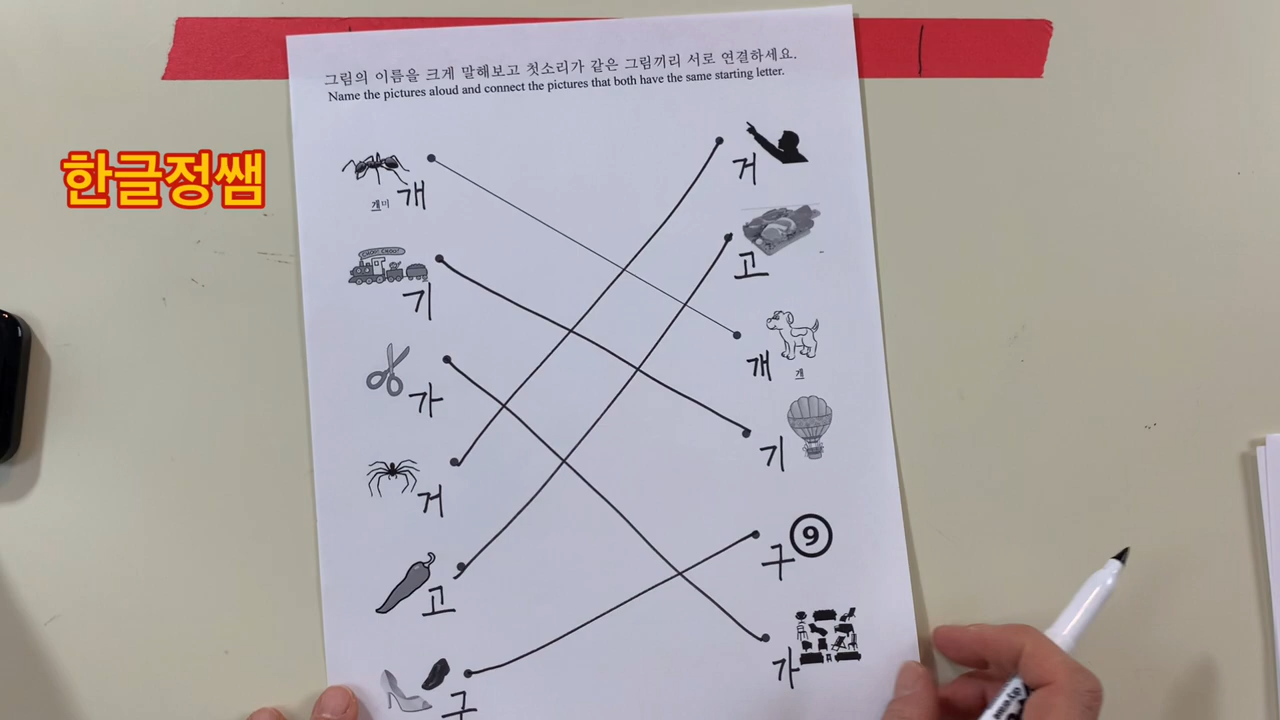 그림의 이름을 크게 말해보고 첫소리가 같은 그림끼리 서로 연결하세요.
Name the pictures aloud and connect the pictures that both have the same starting letter.
한글정쌤
거
개
개미
CHOO! CHOO!
고
기
개
개
가
기
거
9
구
고
가
구